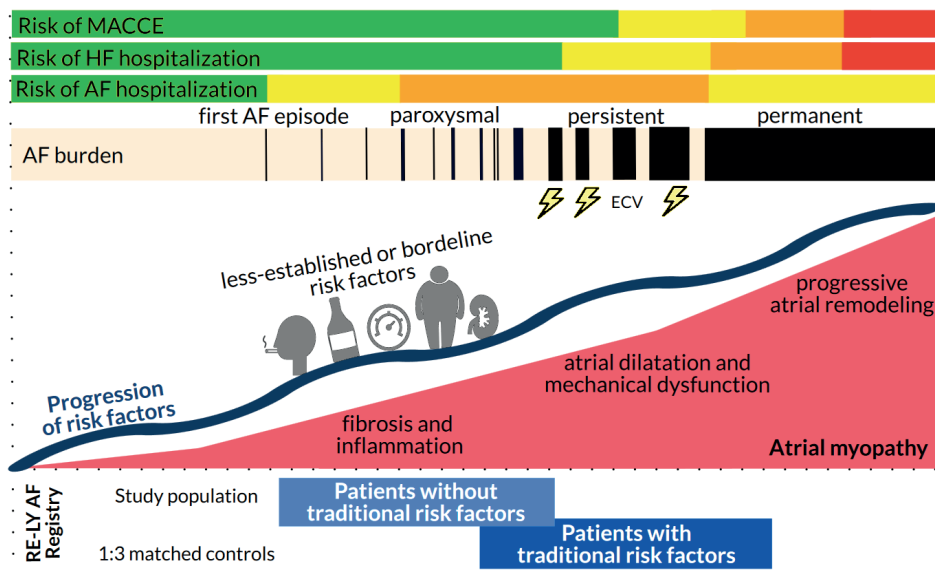 Risk of MACCE
Risk of HF hospitalization
Risk of AF hospitalization
first AF episode paroxysmal persistent permanent
AF burden
ECV
less-established or bordeline
risk factors
progressive
atrial remodeling
atrial dilatation and
mechanical dysfunction
Progression
of risk factors
fibrosis and
inflammation
Atrial myopathy
RE-LY AF
Registry
Study population
Patients without
traditional risk factors
1:3 matched controls
Patients with
traditional risk factors